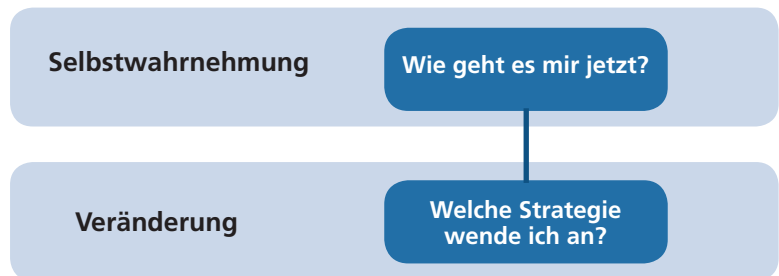 Selbstwahrnehmung
Wie geht es mir jetzt?
Veränderung
Welche Strategie
wende ich an?